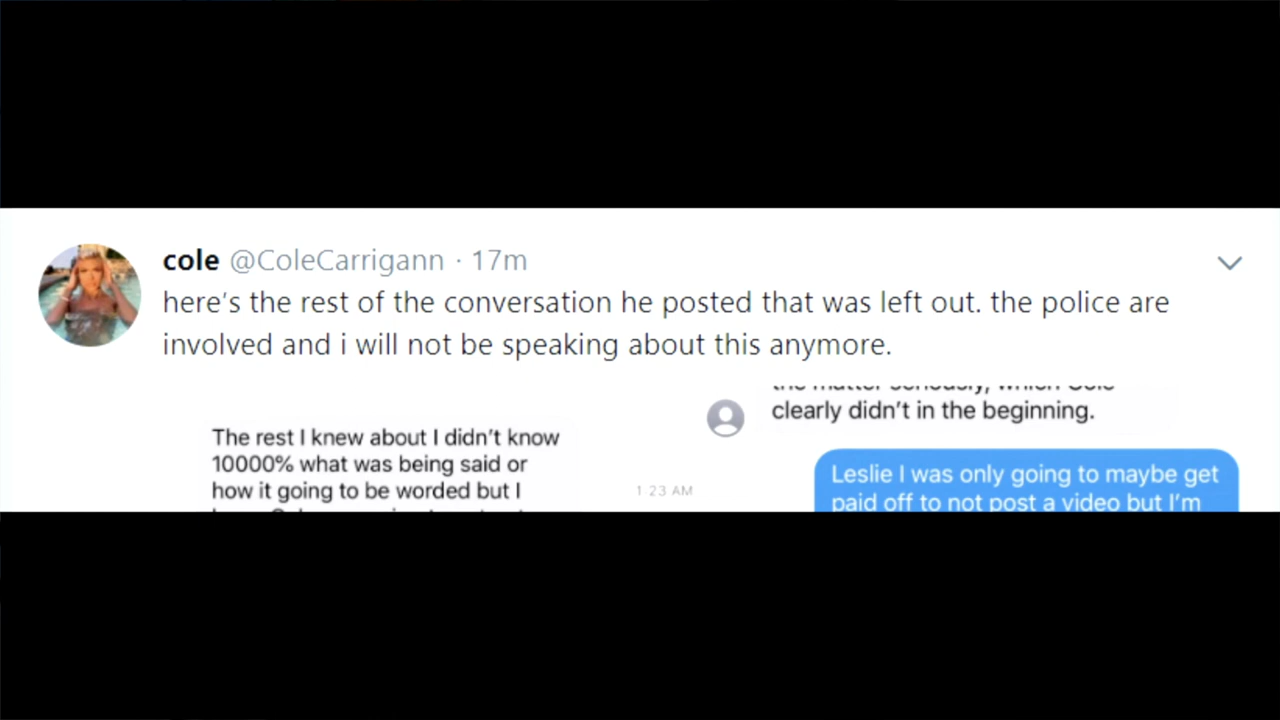 cole @ColeCarrigann · 17m
here's the rest of the conversation he posted that was left out. the police are
involved and i will not be speaking about this anymore.
The rest I knew about I didn't know
10000% what was being said or
how it going to be worded but I
1 23 AM
clearly didn't in the beginning.
Leslie I was only going to maybe get
paid off to not post a video but I'm